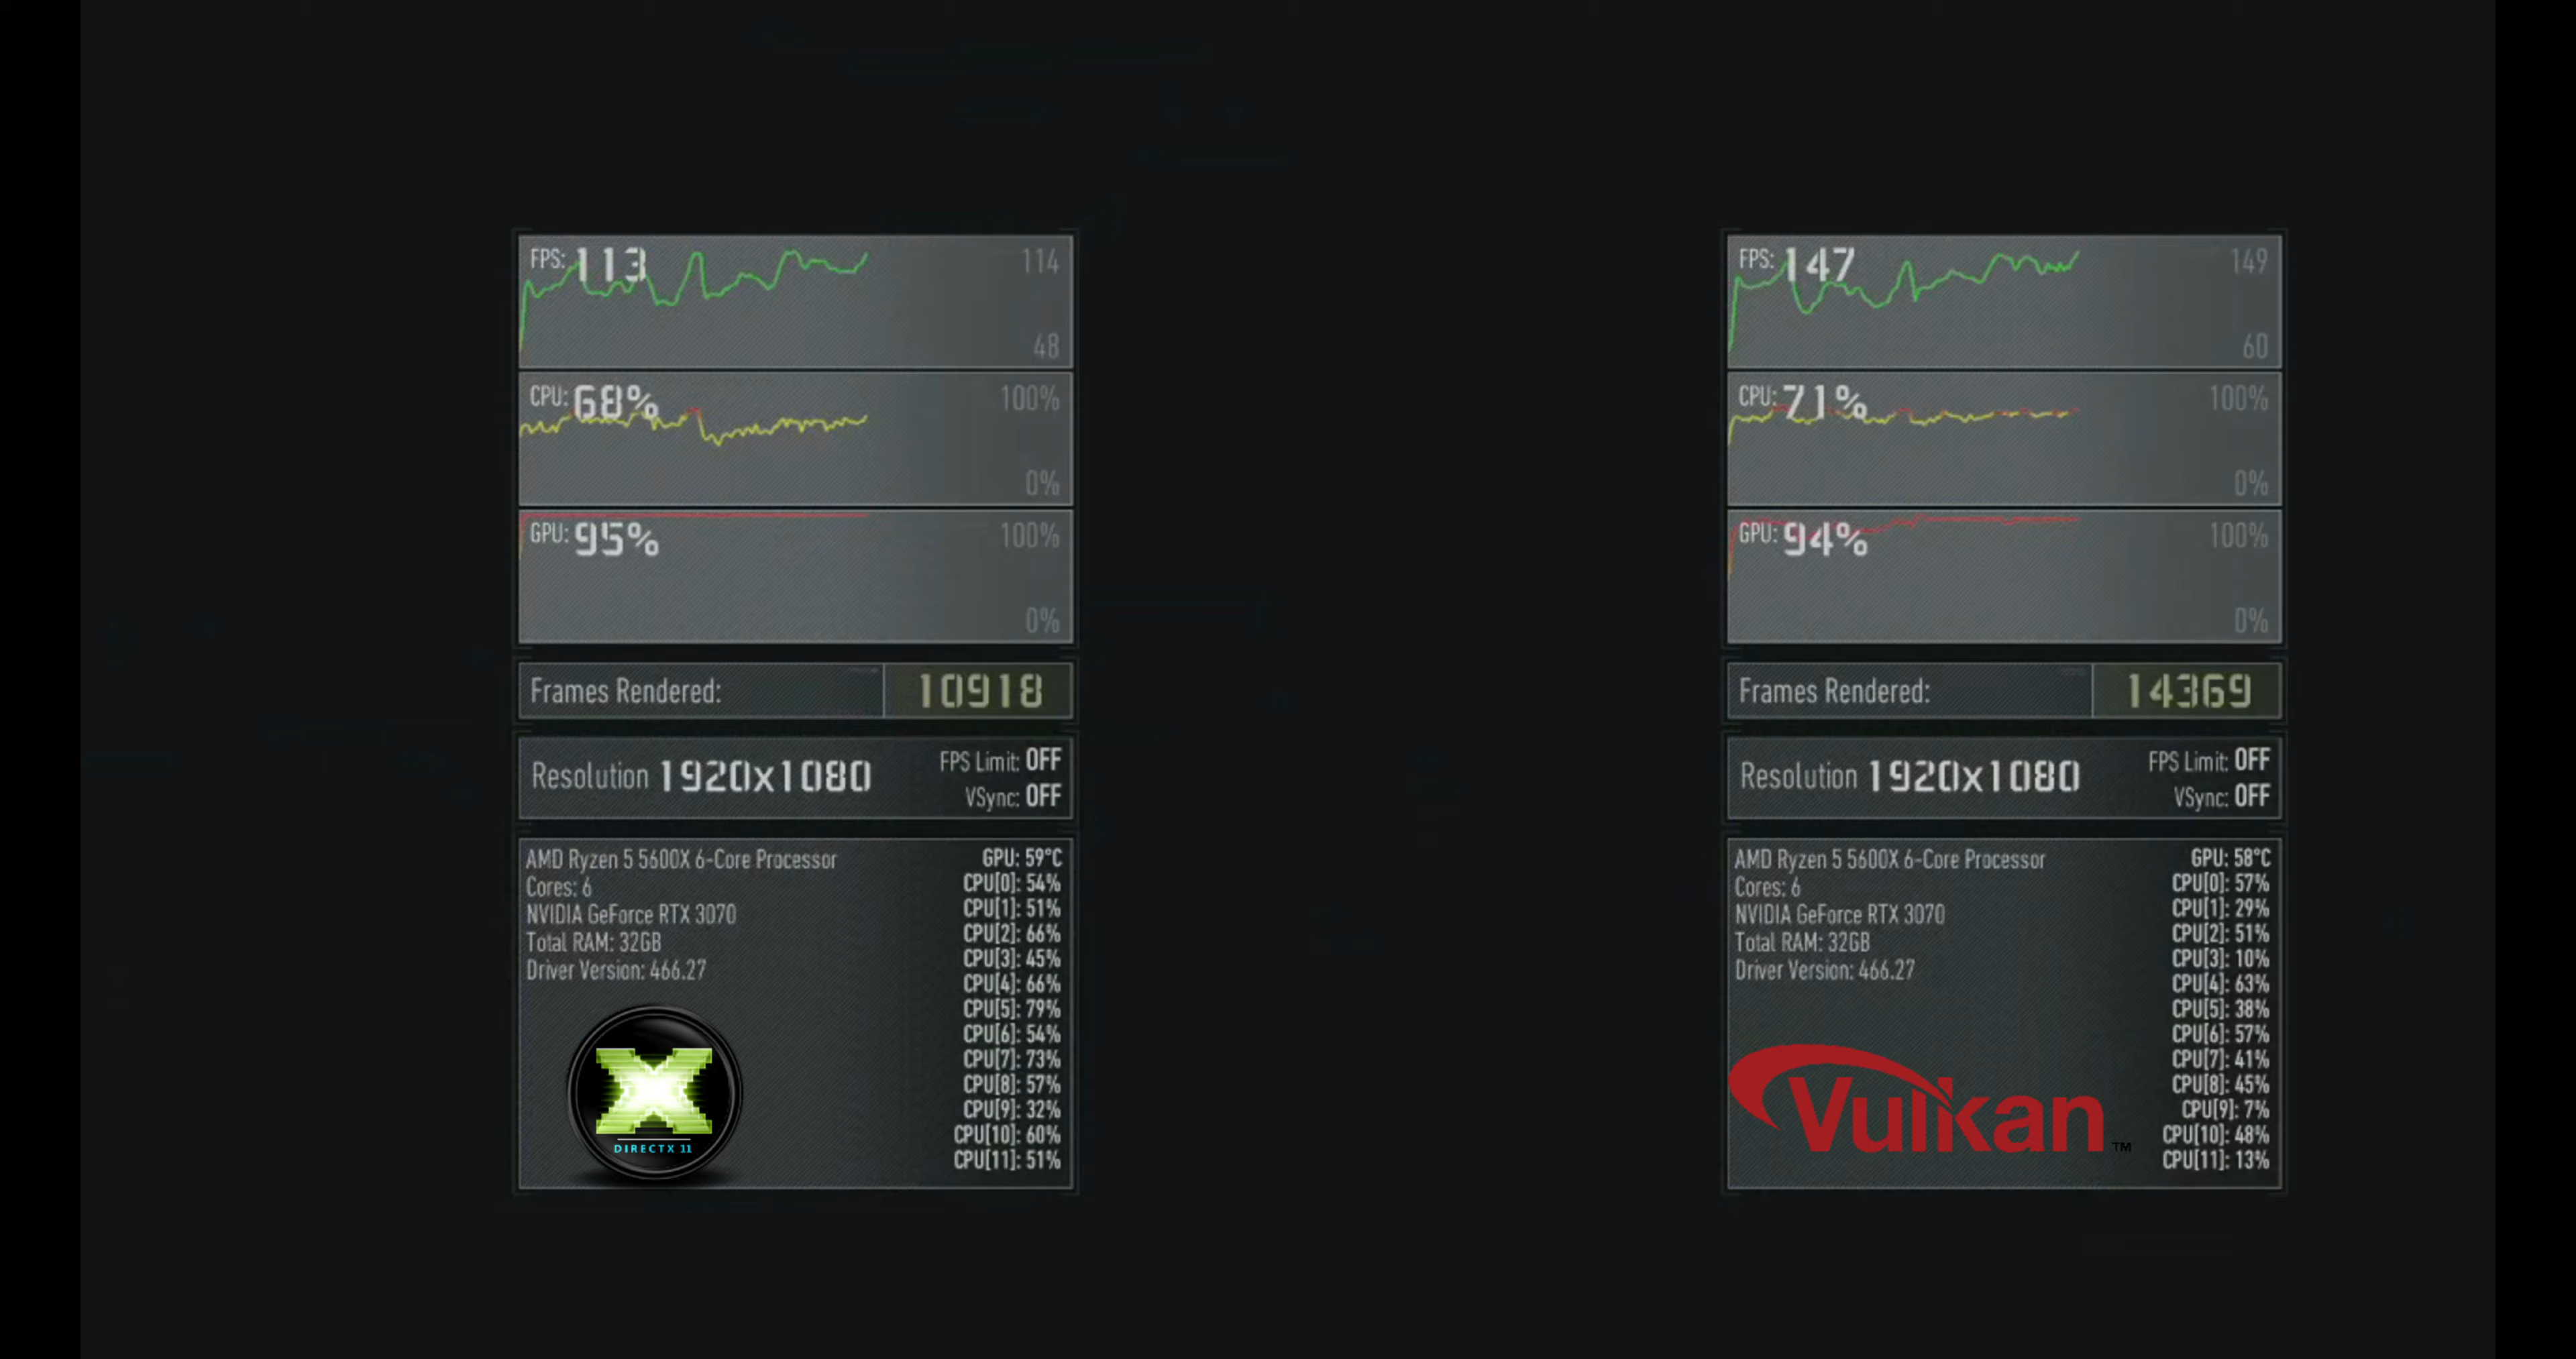 FPS: 113
114
48
CPU: 68%
100%
0%
GPU: 95%
100%
0%
Frames Rendered: 10918
Resolution 1920x1080
FPS Limit: OFF
VSync: OFF
AMD Ryzen 5 5600X 6-Core Processor
Cores: 6
NVIDIA GeForce RTX 3070
Total RAM: 32GB
Driver Version: 466.27
GPU: 59°C
CPU[0]: 54%
CPU[1]: 51%
CPU[2]: 66%
CPU[3]: 45%
CPU[4]: 66%
CPU[5]: 79%
CPU[6]: 54%
CPU[7]: 73%
CPU[8]: 57%
CPU[9]: 32%
CPU[10]: 60%
CPU[11]: 51%
DIRECTX 11
FPS: 147
149
60
CPU: 71%
100%
0%
GPU: 94%
100%
0%
Frames Rendered: 14369
Resolution 1920x1080
FPS Limit: OFF
VSync: OFF
AMD Ryzen 5 5600X 6-Core Processor
Cores: 6
NVIDIA GeForce RTX 3070
Total RAM: 32GB
Driver Version: 466.27
GPU: 58°C
CPU[0]: 57%
CPU[1]: 29%
CPU[2]: 51%
CPU[3]: 10%
CPU[4]: 63%
CPU[5]: 38%
CPU[6]: 57%
CPU[7]: 41%
CPU[8]: 45%
CPU[9]: 7%
CPU[10]: 48%
CPU[11]: 13%
Vulkan™